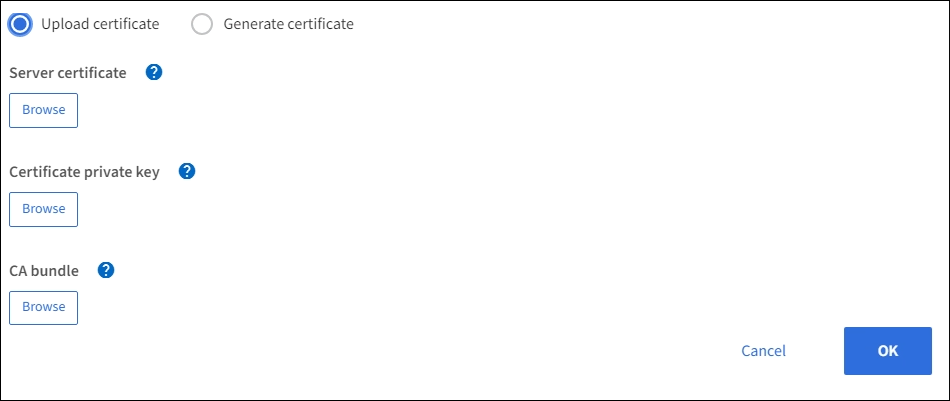 Upload certificate Generate certificate
Server certificate ?
Browse
Certificate private key ?
Browse
CA bundle ?
Browse
Cancel OK